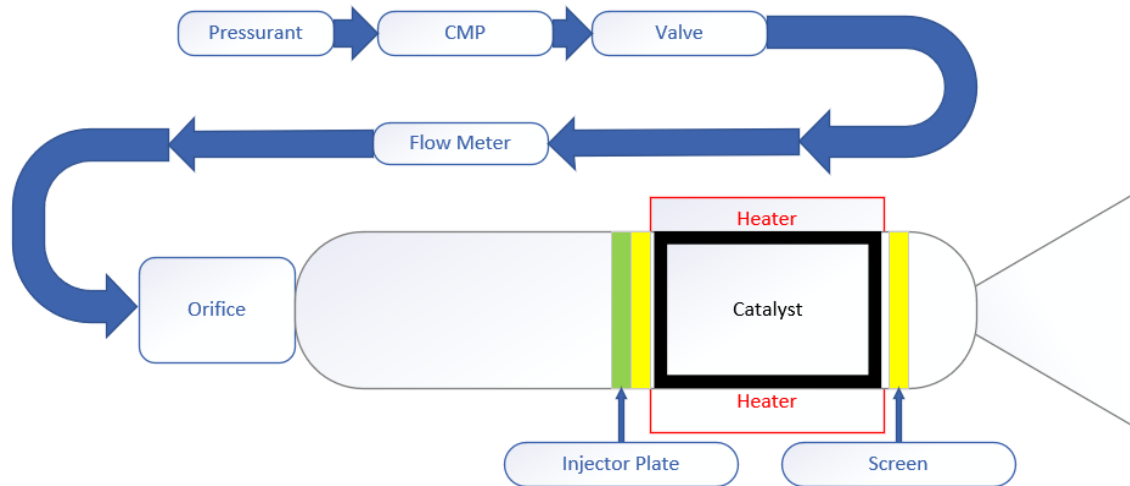 Pressurant
CMP
Valve
Flow Meter
Heater
Orifice
Catalyst
Heater
Injector Plate
Screen